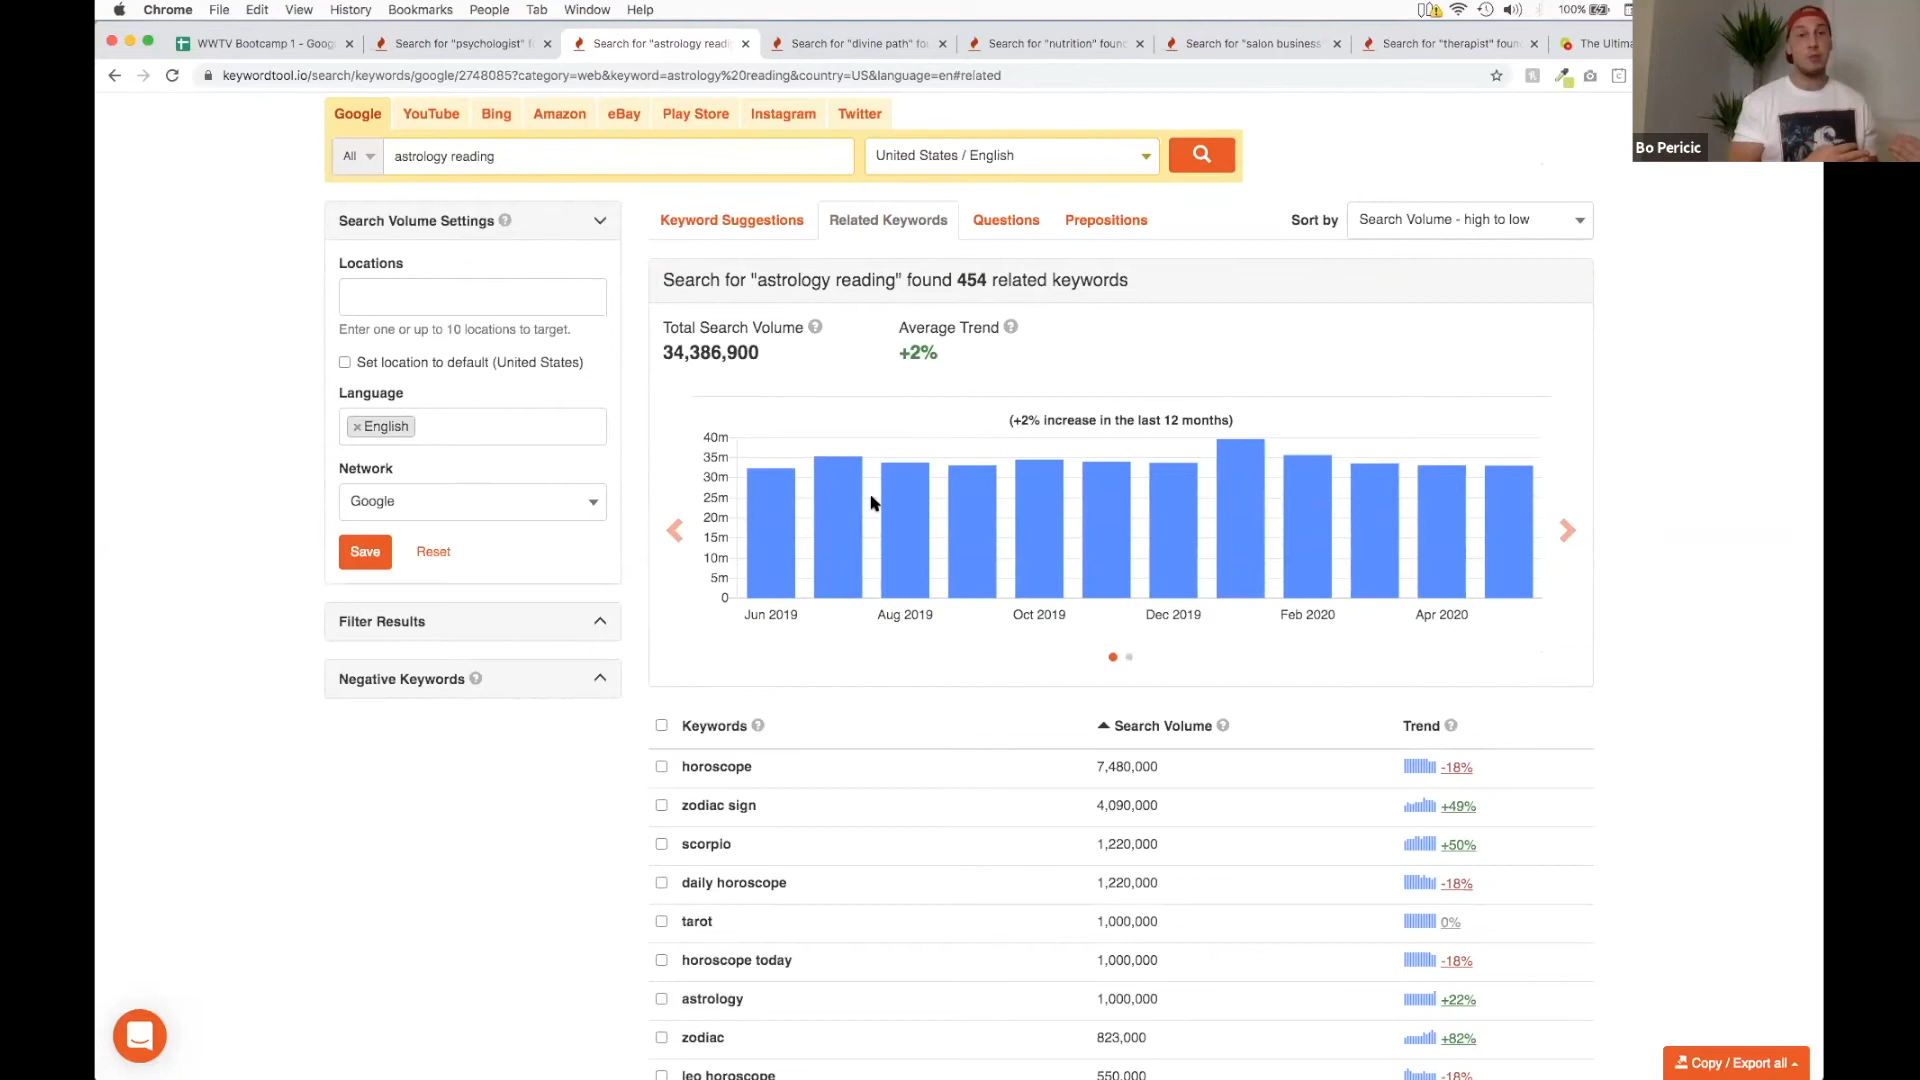 Chrome File Edit View History Bookmarks People Tab Window Help 100%
WWTV Bootcamp 1 - Goog × Search for "psychologist" f × Search for "astrology readi × Search for "divine path" fo × Search for "nutrition" foun × Search for "salon business" × Search for "therapist" foun × The Ultima
keywordtool.io/search/keywords/google/2748085?category=web&keyword=astrology%20reading&country=US&language=en#related
Google YouTube Bing Amazon eBay Play Store Instagram Twitter
All astrology reading United States / English
Bo Pericic
Search Volume Settings ?
Locations
Enter one or up to 10 locations to target.
Set location to default (United States)
Language
× English
Network
Google
Save Reset
Filter Results
Negative Keywords ?
Keyword Suggestions Related Keywords Questions Prepositions Sort by Search Volume - high to low
Search for "astrology reading" found 454 related keywords
Total Search Volume ? Average Trend ?
34,386,900 +2%
(+2% increase in the last 12 months)
40m
35m
30m
25m
20m
15m
10m
5m
0
Jun 2019 Aug 2019 Oct 2019 Dec 2019 Feb 2020 Apr 2020
Keywords ? Search Volume ? Trend ?
horoscope 7,480,000 -18%
zodiac sign 4,090,000 +49%
scorpio 1,220,000 +50%
daily horoscope 1,220,000 -18%
tarot 1,000,000 0%
horoscope today 1,000,000 -18%
astrology 1,000,000 +22%
zodiac 823,000 +82%
leo horoscope 550,000 -18%
Copy / Export all